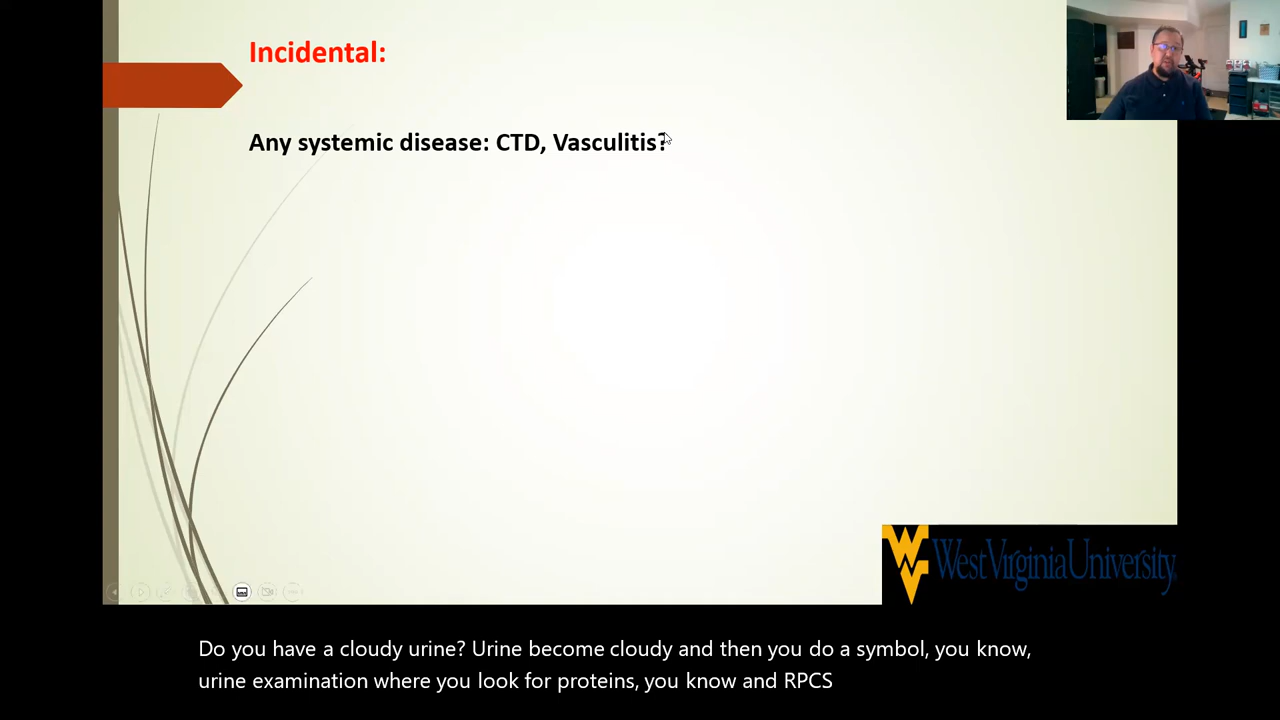 Incidental:
Any systemic disease: CTD, Vasculitis?
West Virginia University
Do you have a cloudy urine? Urine become cloudy and then you do a symbol, you know,
urine examination where you look for proteins, you know and RPCS